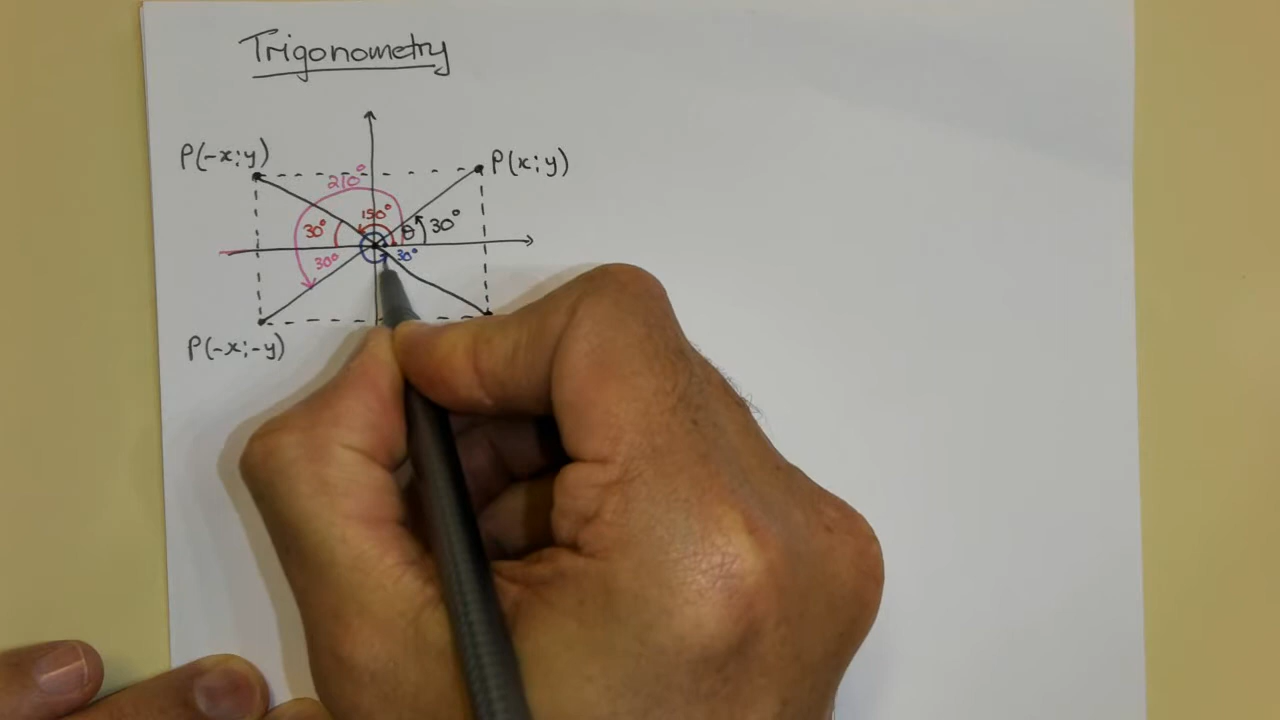 Trigonometry
P(-x;y)
P(x;y)
210°
150°
30°
θ
30°
30°
30°
P(-x;-y)